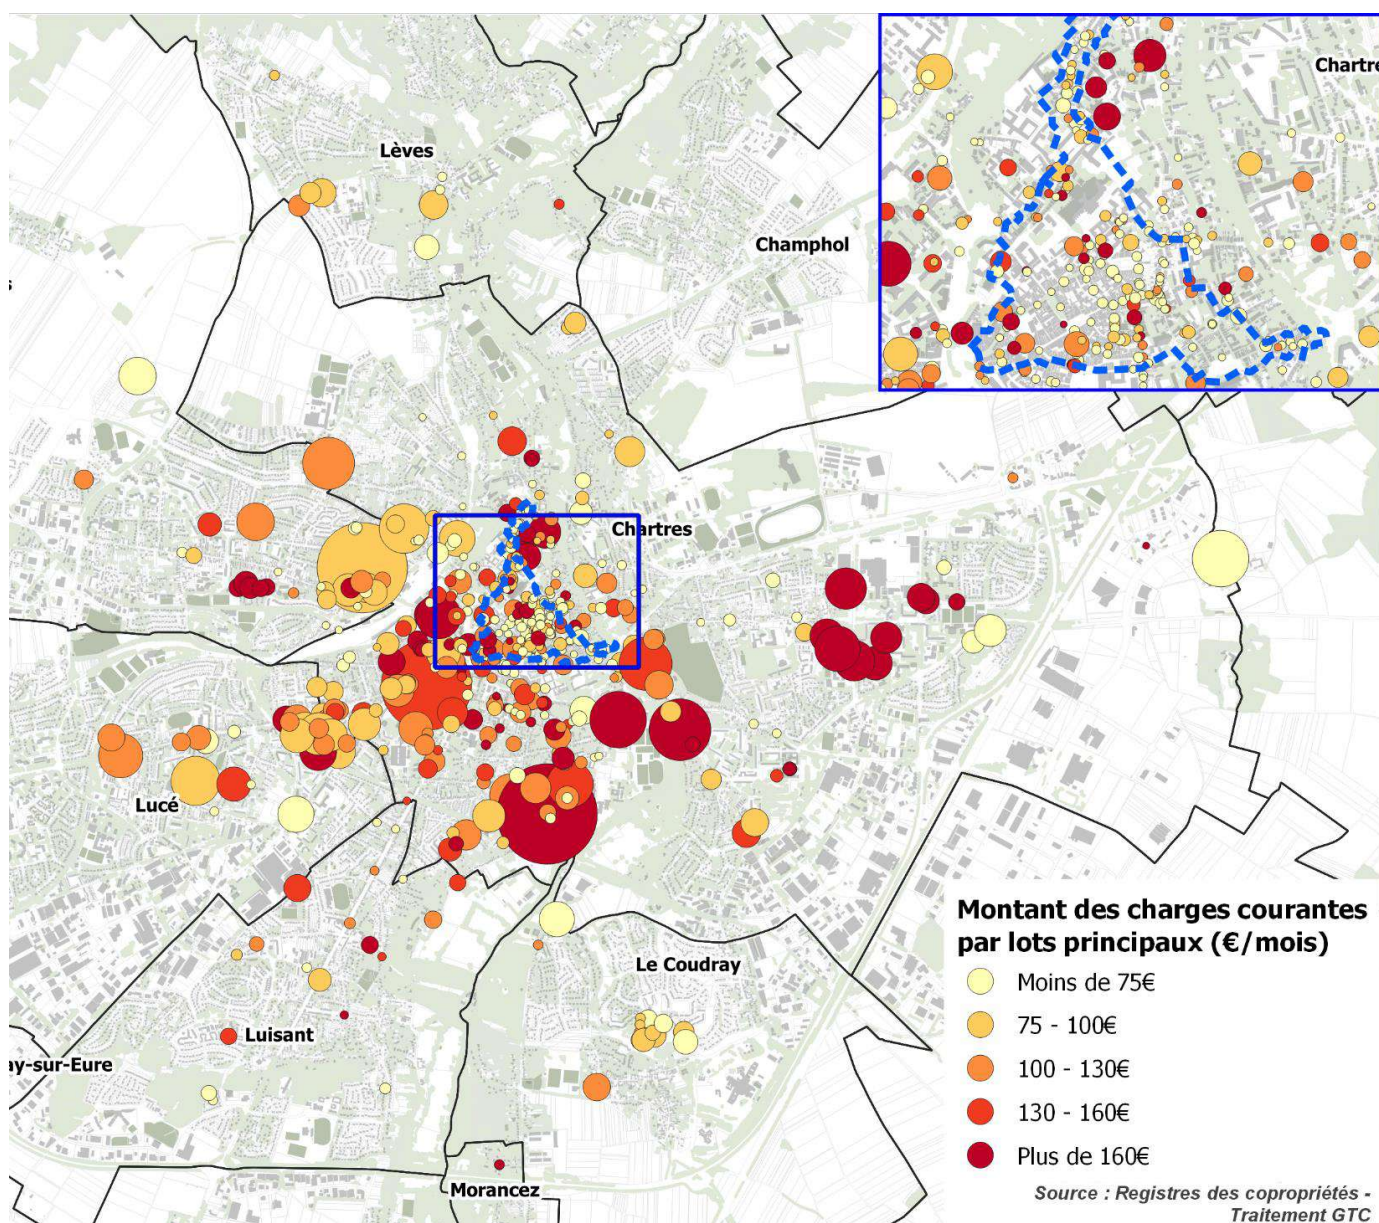 Chartre
Lèves
Champhol
s
Chartres
Lucé
Le Coudray
Luisant
ay-sur-Eure
Morancez
Montant des charges courantes
par lots principaux (€/mois)
Moins de 75€
75 - 100€
100 - 130€
130 - 160€
Plus de 160€
Source : Registres des copropriétés -
Traitement GTC